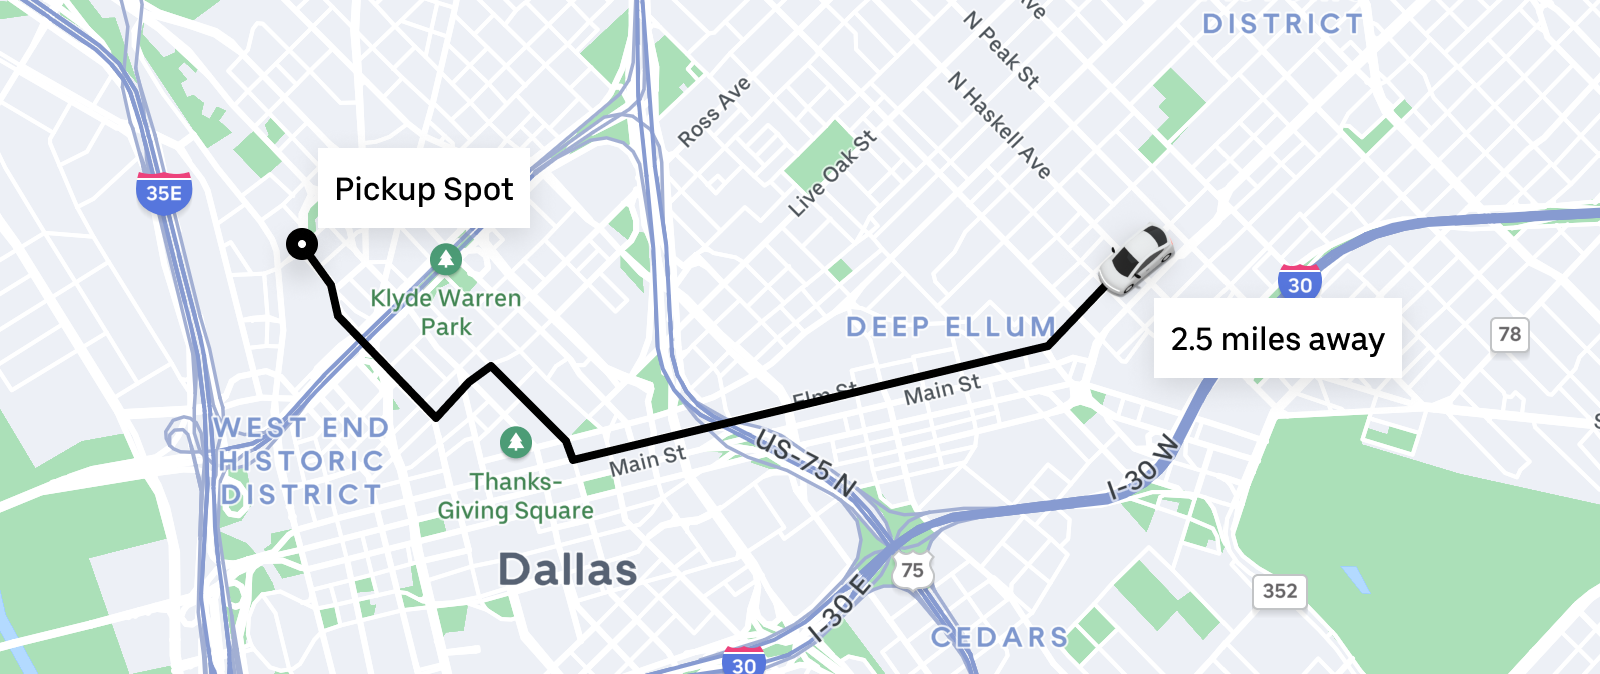 DISTRICT
N Peak St
N Haskell Ave
Ross Ave
Live Oak St
35E
Pickup Spot
Klyde Warren
Park
DEEP ELLUM
30
2.5 miles away
78
Elm St
Main St
WEST END
HISTORIC
DISTRICT
Main St
US-75 N
I-30 W
Thanks-
Giving Square
Dallas
75
352
I-30 E
CEDARS
30